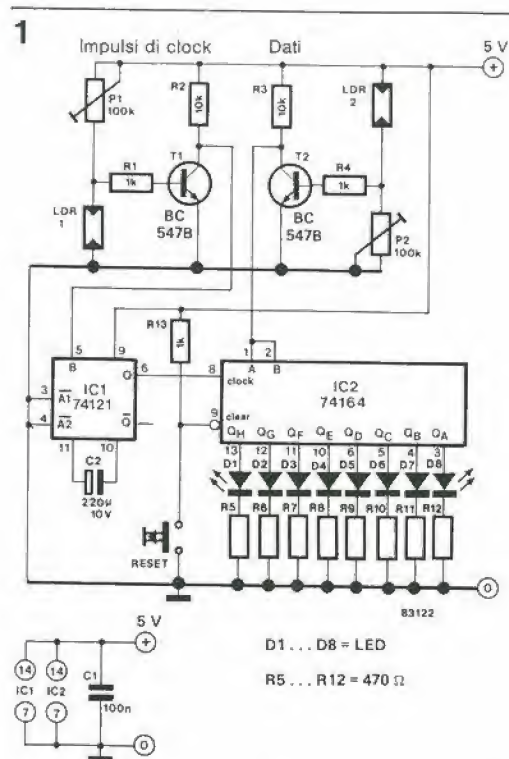 1
Impulsi di clock
Dati
5 V
+
P1
100k
R2
10k
R3
10k
LDR
2
R1
1k
T1
T2
R4
1k
LDR
1
BC
547B
BC
547B
P2
100k
R13
1k
5
B
9
3
A1
4
A2
IC1
74121
Q
6
Q
11
10
C2
220µ
10V
8
clock
1
A
2
B
IC2
74164
9
clear
QH QG QF QE QD QC QB QA
13 12 11 10 6 5 4 3
D1 D2 D3 D4 D5 D6 D7 D8
R5 R6 R7 R8 R9 R10 R11 R12
RESET
0
83122
5 V
+
14
IC1
7
14
IC2
7
C1
100n
0
D1 . . . D8 = LED
R5 . . . R12 = 470 Ω